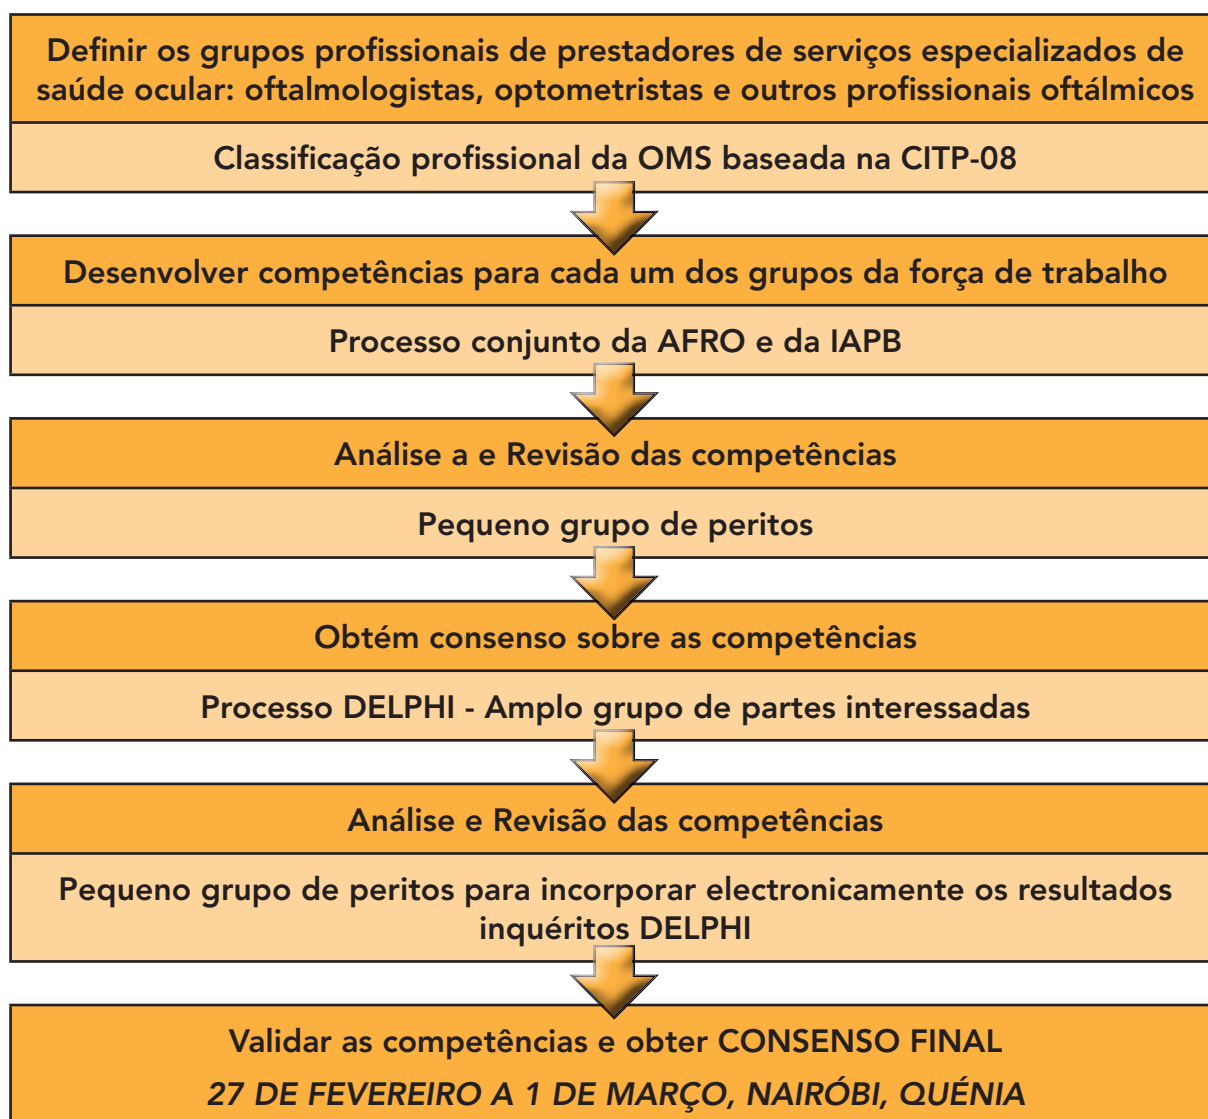 Definir os grupos profissionais de prestadores de serviços especializados de
saúde ocular: oftalmologistas, optometristas e outros profissionais oftálmicos
Classificação profissional da OMS baseada na CITP-08
Desenvolver competências para cada um dos grupos da força de trabalho
Processo conjunto da AFRO e da IAPB
Análise a e Revisão das competências
Pequeno grupo de peritos
Obtém consenso sobre as competências
Processo DELPHI - Amplo grupo de partes interessadas
Análise e Revisão das competências
Pequeno grupo de peritos para incorporar electronicamente os resultados
inquéritos DELPHI
Validar as competências e obter CONSENSO FINAL
27 DE FEVEREIRO A 1 DE MARÇO, NAIRÓBI, QUÉNIA